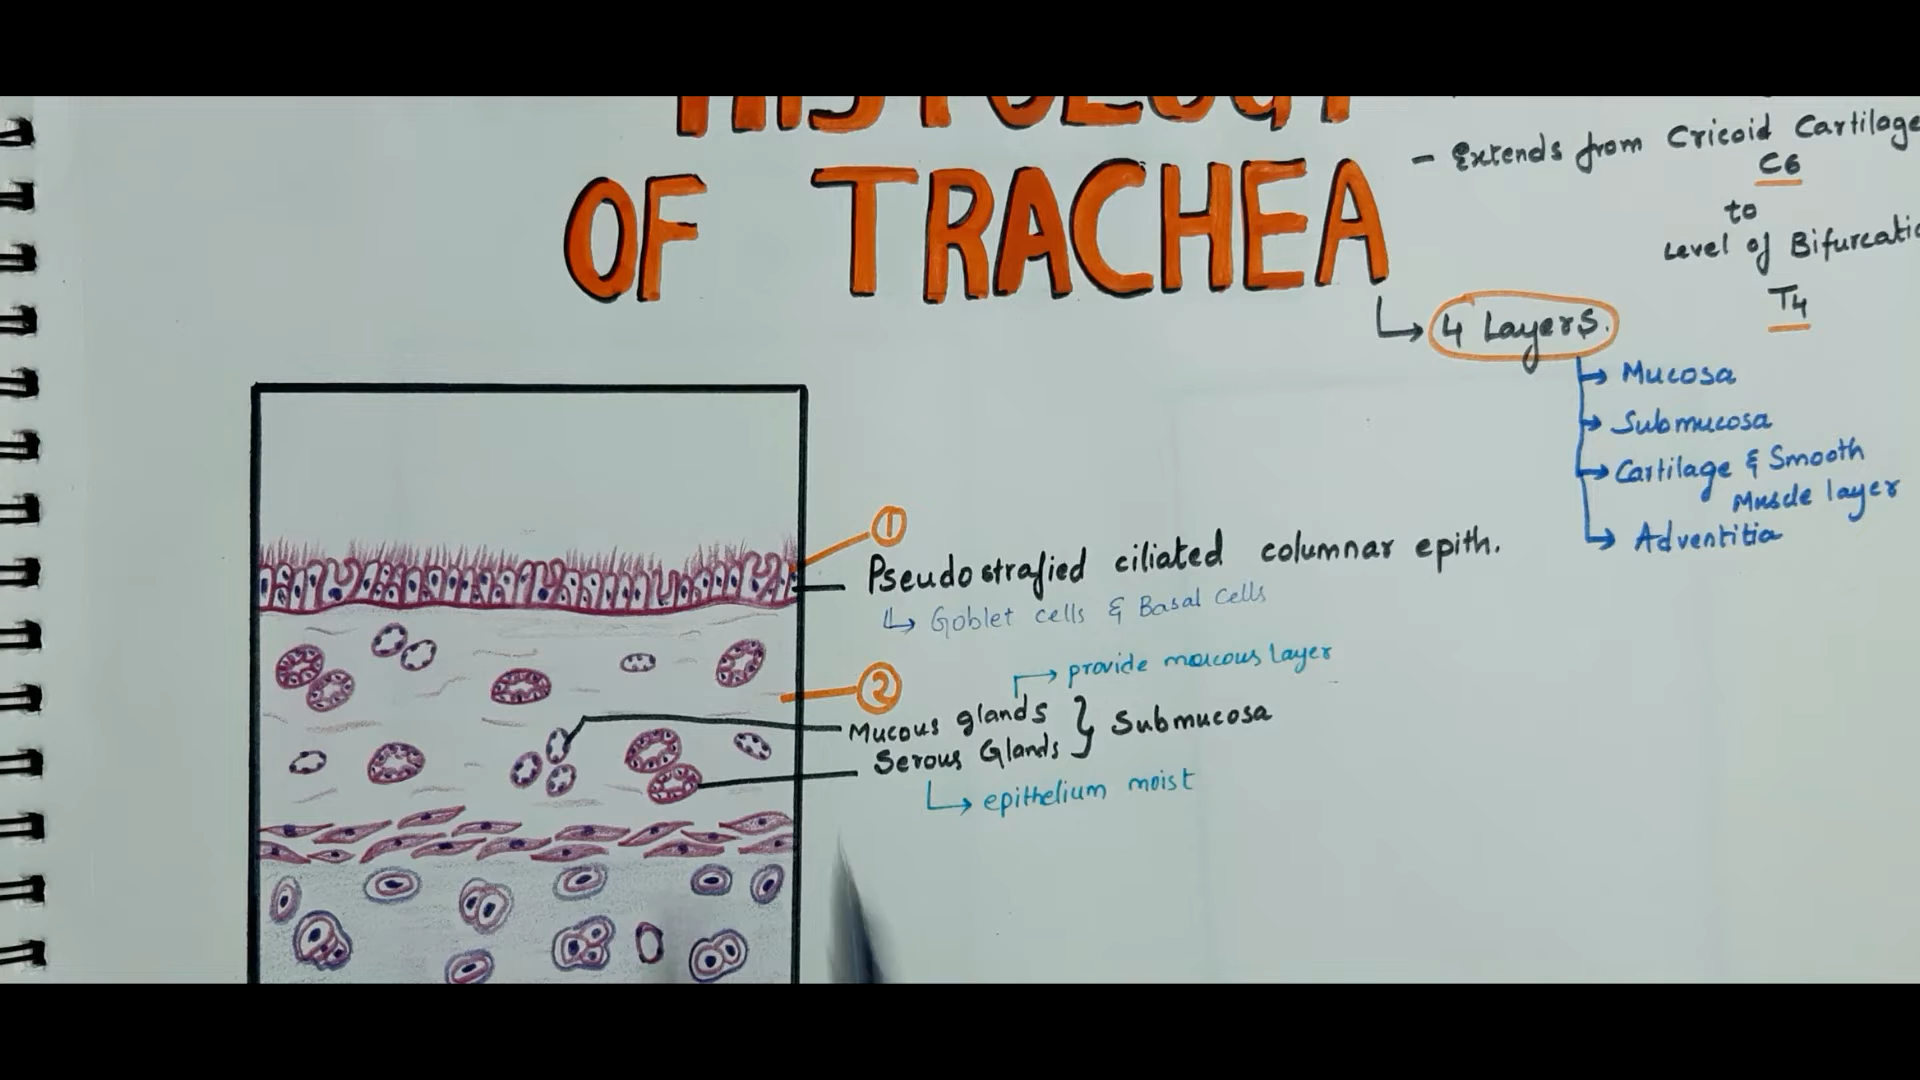 HISTOLOGY
OF TRACHEA
- Extends from Cricoid Cartilage
C6
to
Level of
T4
4 Layers.
Mucosa
Submucosa
Cartilage & Smooth
Muscle layer
Adventitia
①
Pseudostrafied ciliated columnar epith.
Goblet cells & Basal cells
provide mucous layer
②
Mucous glands
Serous Glands } Submucosa
epithelium moist